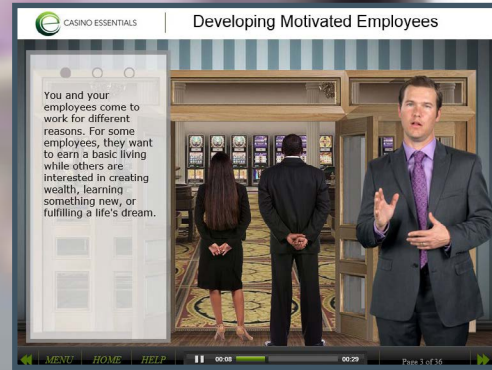 CASINO ESSENTIALS
Developing Motivated Employees
You and your
employees come to
work for different
reasons. For some
employees, they want
to earn a basic living
while others are
interested in creating
wealth, learning
something new, or
fulfilling a life's dream.
MENU HOME HELP 00:08 00:29 Page 3 of 36